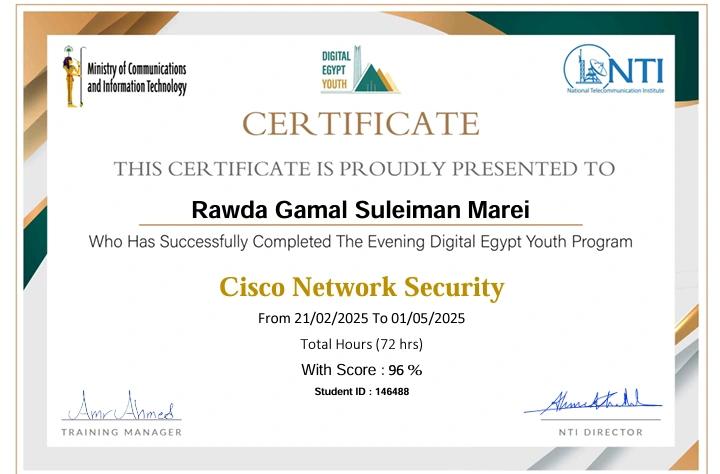 Ministry of Communications
and Information Technology
DIGITAL
EGYPT
YOUTH
NTI
National Telecommunication Institute
CERTIFICATE
THIS CERTIFICATE IS PROUDLY PRESENTED TO
Rawda Gamal Suleiman Marei
Who Has Successfully Completed The Evening Digital Egypt Youth Program
Cisco Network Security
From 21/02/2025 To 01/05/2025
Total Hours (72 hrs)
With Score : 96 %
Student ID : 146488
Amr Ahmed
TRAINING MANAGER
NTI DIRECTOR